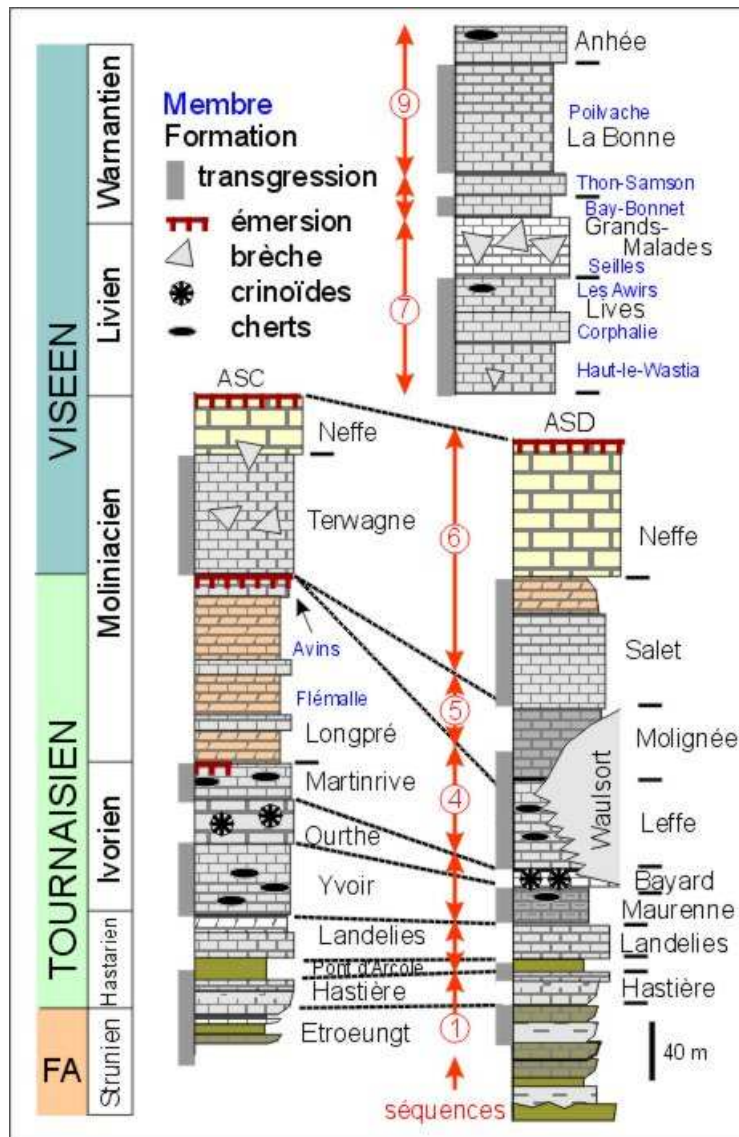 VISEEN
TOURNAISIEN
FA
Warnantien
Livien
Moliniacien
Ivorien
Hastarien
Strunien
Membre
Formation
transgression
émersion
brèche
crinoïdes
cherts
9
Anhée
Poilvache
La Bonne
Thon-Samson
Bay-Bonnet
Grands-
Malades
Seilles
7
Les Awirs
Lives
Corphalie
Haut-le-Wastia
ASC
Neffe
Terwagne
Avins
Flémalle
Longpré
Martinrive
Ourthe
Yvoir
Landelies
Pont d'Arcole
Hastière
Etroeungt
6
5
4
1
séquences
ASD
Neffe
Salet
Molignée
Waulsort
Leffe
Bayard
Maurenne
Landelies
Hastière
40 m